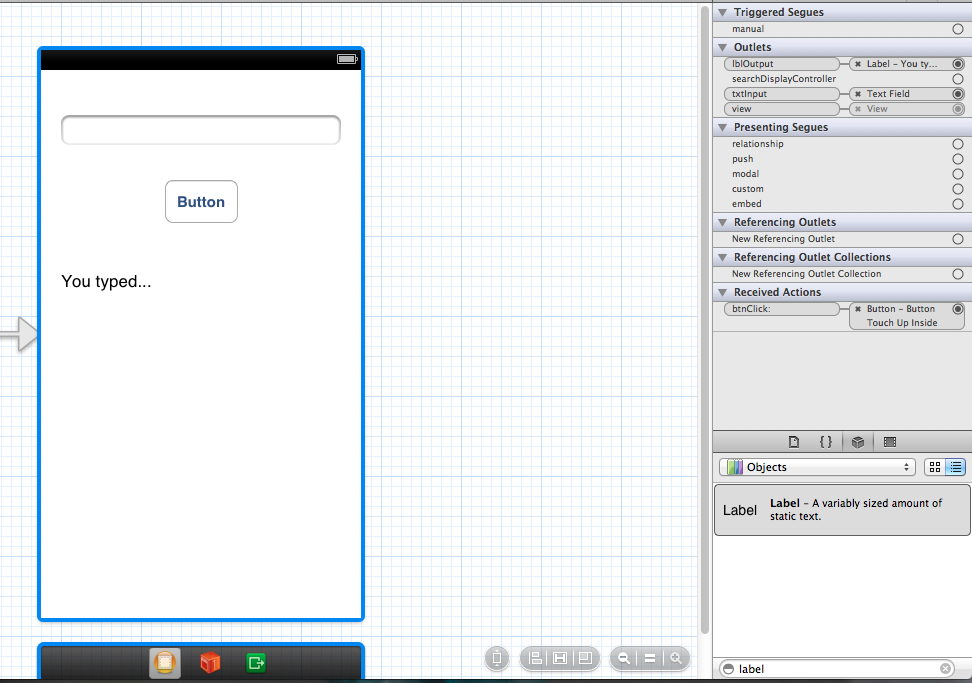 Button
You typed...
Triggered Segues
manual
Outlets
lblOutput
Label – You ty...
searchDisplayController
txtInput
Text Field
view
View
Presenting Segues
relationship
push
modal
custom
embed
Referencing Outlets
New Referencing Outlet
Referencing Outlet Collections
New Referencing Outlet Collection
Received Actions
btnClick:
Button – Button
Touch Up Inside
{ }
Objects
Label
Label – A variably sized amount of
static text.
label